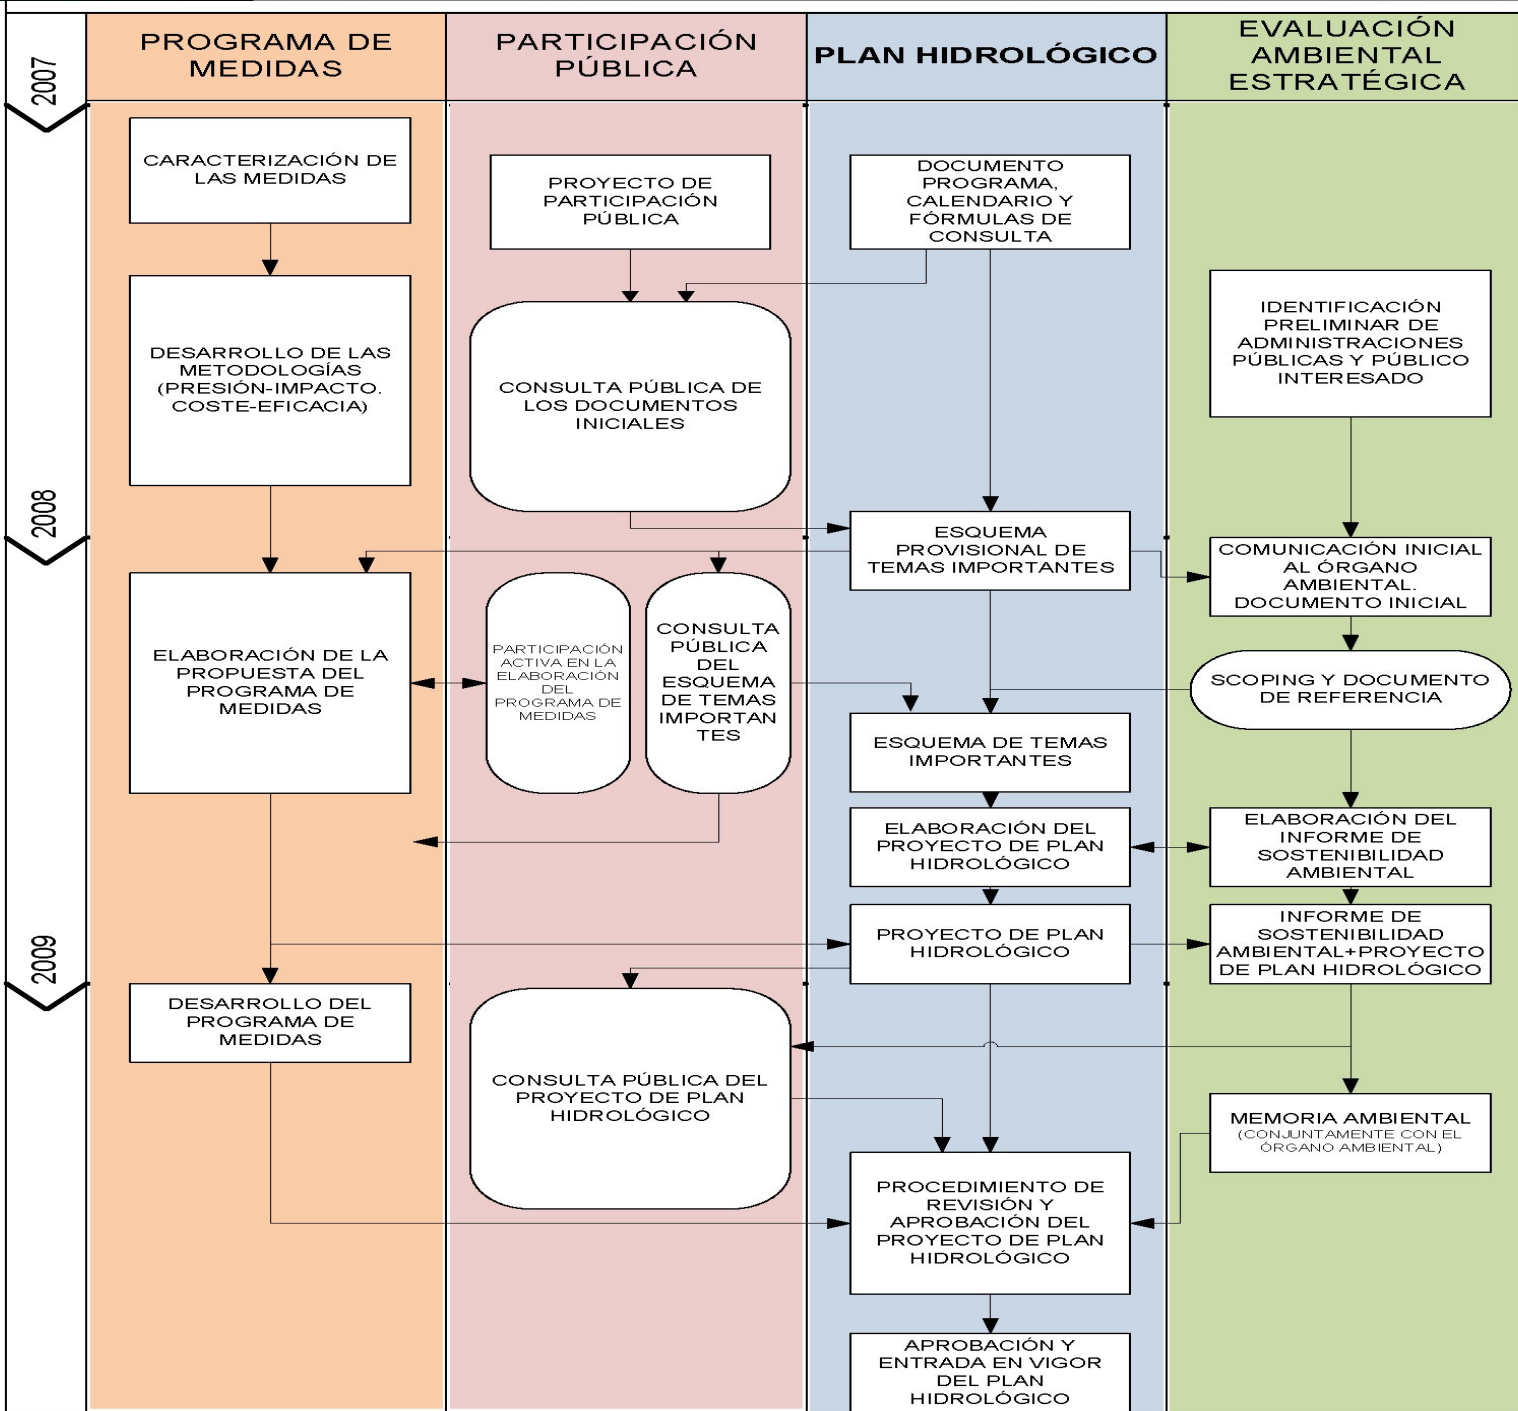 PROGRAMA DE
MEDIDAS
PARTICIPACIÓN
PÚBLICA
PLAN HIDROLÓGICO
EVALUACIÓN
AMBIENTAL
ESTRATÉGICA
2007
CARACTERIZACIÓN DE
LAS MEDIDAS
PROYECTO DE
PARTICIPACIÓN
PÚBLICA
DOCUMENTO
PROGRAMA,
CALENDARIO Y
FÓRMULAS DE
CONSULTA
IDENTIFICACIÓN
PRELIMINAR DE
ADMINISTRACIONES
PÚBLICAS Y PÚBLICO
INTERESADO
DESARROLLO DE LAS
METODOLOGÍAS
(PRESIÓN-IMPACTO.
COSTE-EFICACIA)
CONSULTA PÚBLICA DE
LOS DOCUMENTOS
INICIALES
2008
ESQUEMA
PROVISIONAL DE
TEMAS IMPORTANTES
COMUNICACIÓN INICIAL
AL ÓRGANO
AMBIENTAL.
DOCUMENTO INICIAL
ELABORACIÓN DE LA
PROPUESTA DEL
PROGRAMA DE
MEDIDAS
PARTICIPACIÓN
ACTIVA EN LA
ELABORACIÓN
DEL
PROGRAMA DE
MEDIDAS
CONSULTA
PÚBLICA
DEL
ESQUEMA
DE TEMAS
IMPORTAN
TES
SCOPING Y DOCUMENTO
DE REFERENCIA
ESQUEMA DE TEMAS
IMPORTANTES
ELABORACIÓN DEL
PROYECTO DE PLAN
HIDROLÓGICO
ELABORACIÓN DEL
INFORME DE
SOSTENIBILIDAD
AMBIENTAL
PROYECTO DE PLAN
HIDROLÓGICO
INFORME DE
SOSTENIBILIDAD
AMBIENTAL+PROYECTO
DE PLAN HIDROLÓGICO
2009
DESARROLLO DEL
PROGRAMA DE
MEDIDAS
CONSULTA PÚBLICA DEL
PROYECTO DE PLAN
HIDROLÓGICO
MEMORIA AMBIENTAL
(CONJUNTAMENTE CON EL
ÓRGANO AMBIENTAL)
PROCEDIMIENTO DE
REVISIÓN Y
APROBACIÓN DEL
PROYECTO DE PLAN
HIDROLÓGICO
APROBACIÓN Y
ENTRADA EN VIGOR
DEL PLAN
HIDROLÓGICO